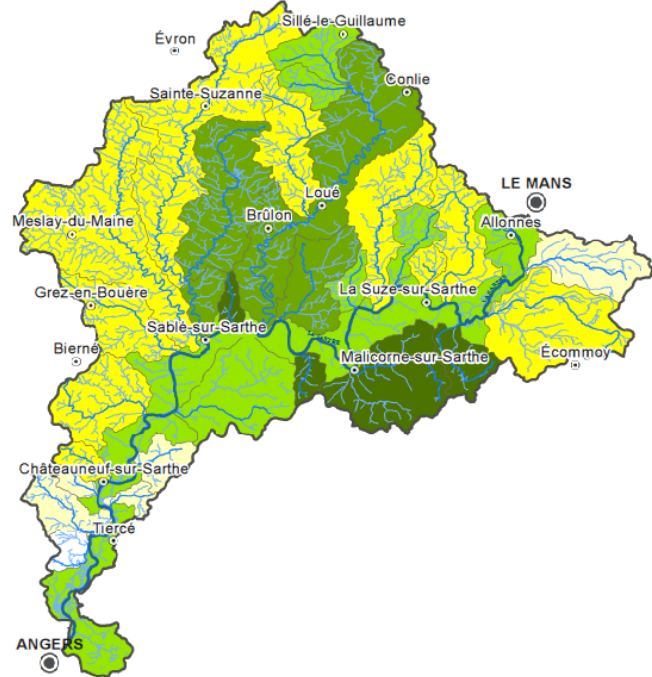 Sillé-le-Guillaume
Évron
Conlie
Sainte-Suzanne
LE MANS
Loué
Meslay-du-Maine
Brûlon
Allonnes
Grez-en-Bouère
La Suze-sur-Sarthe
Sablé-sur-Sarthe
Bierné
Malicorne-sur-Sarthe
Écommoy
Châteauneuf-sur-Sarthe
Tiercé
ANGERS